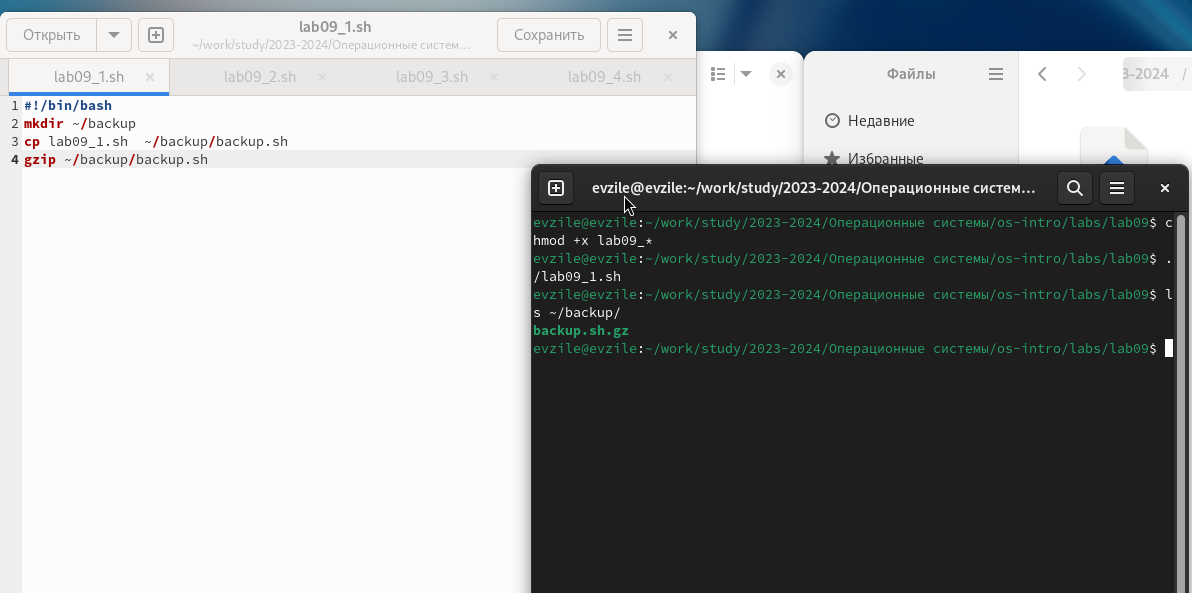 Открыть
lab09_1.sh
~/work/study/2023-2024/Операционные систем…
Сохранить
lab09_1.sh
lab09_2.sh
lab09_3.sh
lab09_4.sh
1 #!/bin/bash
2 mkdir ~/backup
3 cp lab09_1.sh  ~/backup/backup.sh
4 gzip ~/backup/backup.sh
Файлы
3-2024 /
Недавние
Избранные
evzile@evzile:~/work/study/2023-2024/Операционные систем…
evzile@evzile:~/work/study/2023-2024/Операционные системы/os-intro/labs/lab09$ c
hmod +x lab09_*
evzile@evzile:~/work/study/2023-2024/Операционные системы/os-intro/labs/lab09$ .
/lab09_1.sh
evzile@evzile:~/work/study/2023-2024/Операционные системы/os-intro/labs/lab09$ l
s ~/backup/
backup.sh.gz
evzile@evzile:~/work/study/2023-2024/Операционные системы/os-intro/labs/lab09$